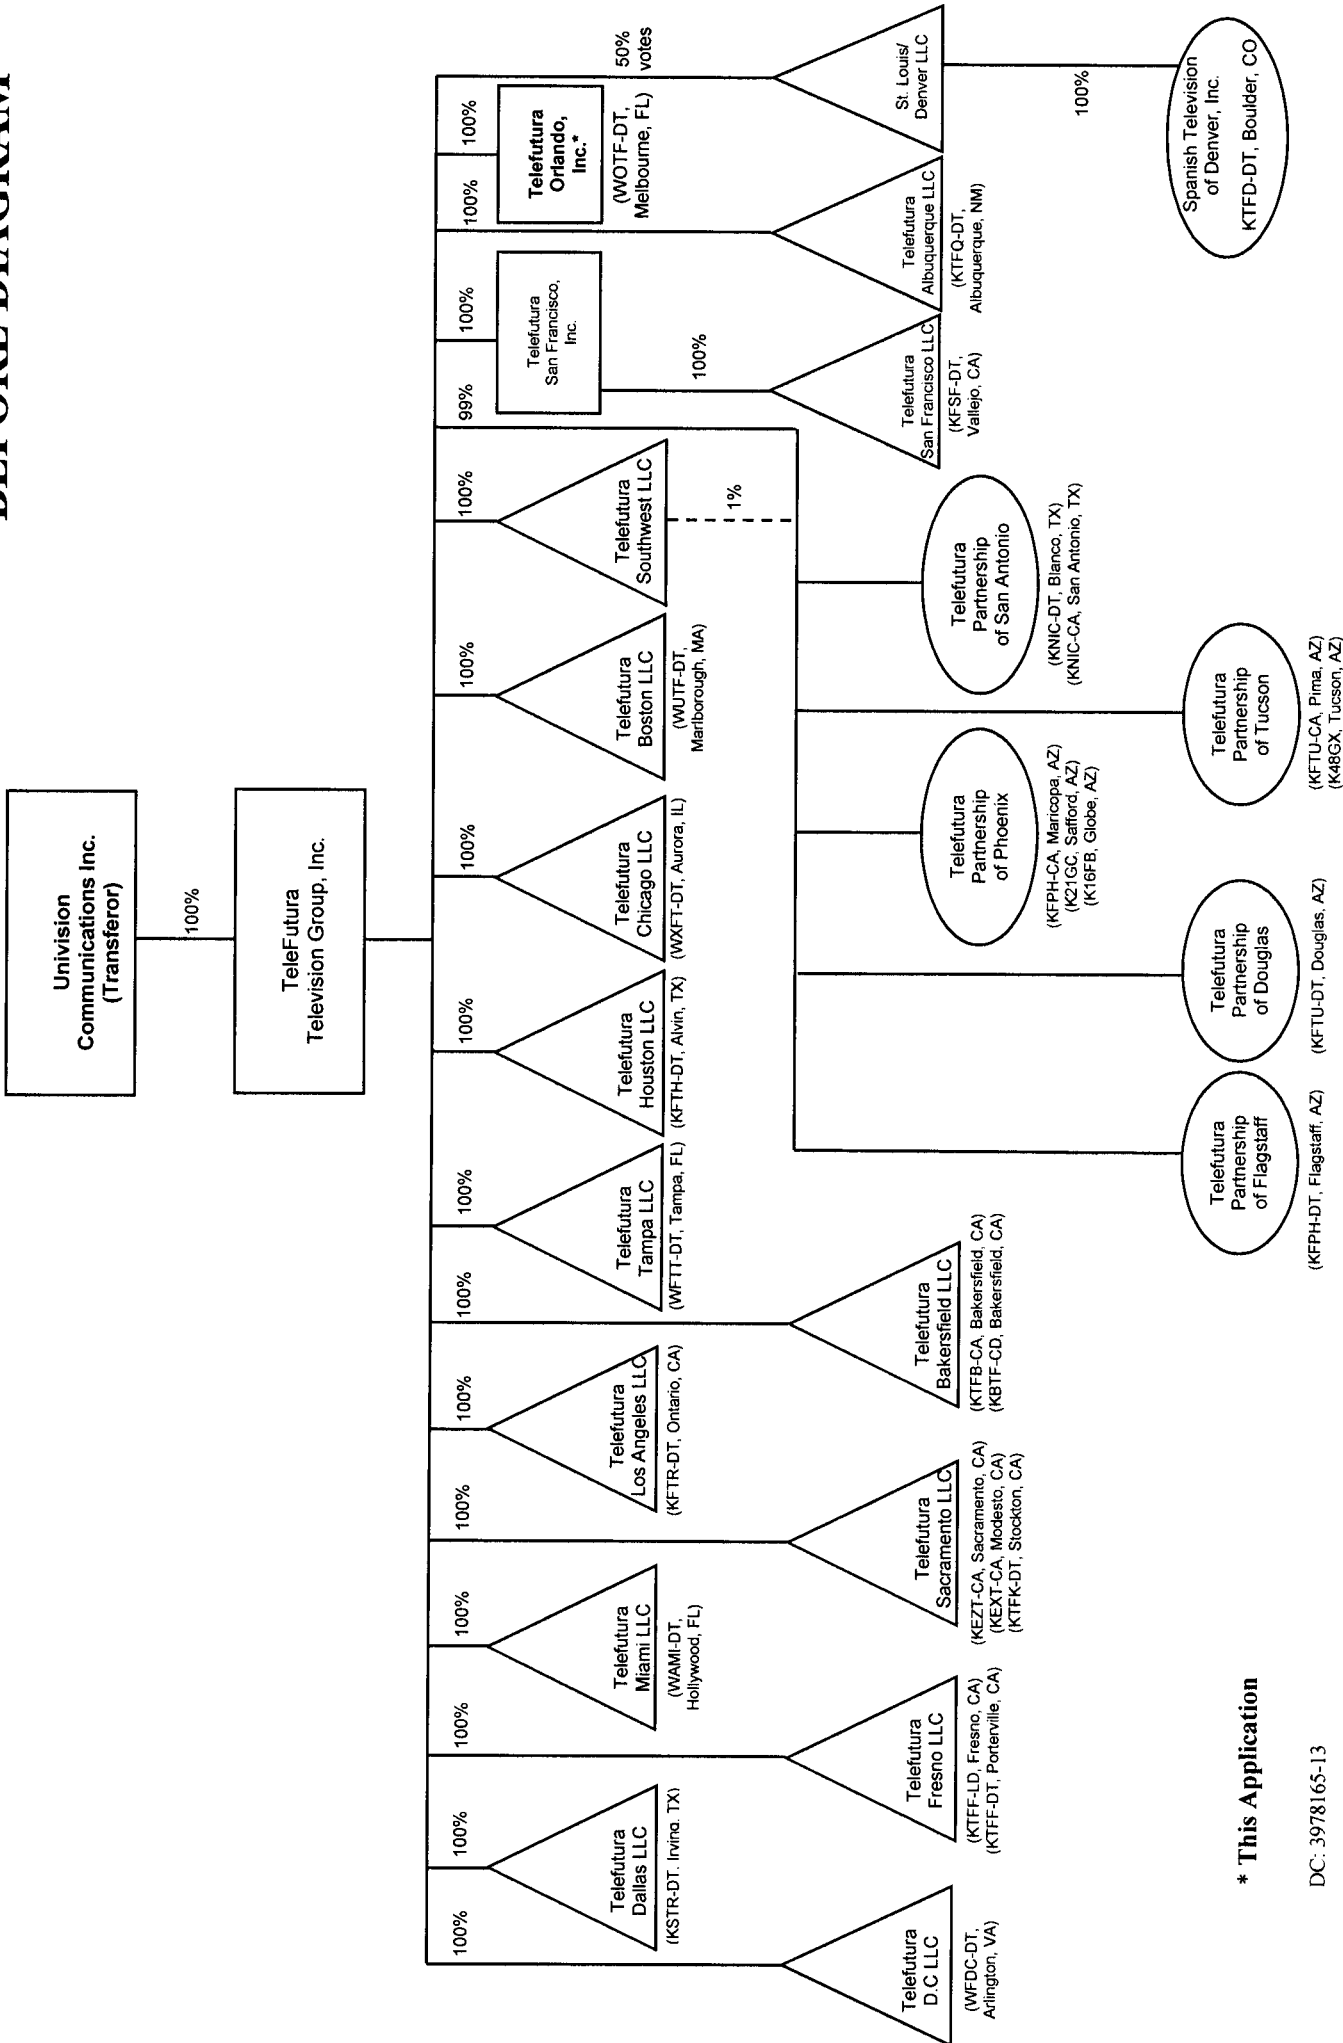 Univision
Communications Inc.
(Transferor)
100%
TeleFutura
Television Group, Inc.
100%
Telefutura
D.C LLC
(WFDC-DT,
Arlington, VA)
100%
Telefutura
Dallas LLC
(KSTR-DT. Irving. TX)
100%
Telefutura
Fresno LLC
(KTFF-LD, Fresno, CA)
(KTFF-DT, Porterville, CA)
100%
Telefutura
Miami LLC
(WAMI-DT,
Hollywood, FL)
100%
Telefutura
Sacramento LLC
(KEZT-CA, Sacramento, CA)
(KEXT-CA, Modesto, CA)
(KTFK-DT, Stockton, CA)
100%
Telefutura
Los Angeles LLC
(KFTR-DT, Ontario, CA)
100%
Telefutura
Bakersfield LLC
(KTFB-CA, Bakersfield, CA)
(KBTF-CD, Bakersfield, CA)
100%
Telefutura
Tampa LLC
(WFTT-DT, Tampa, FL)
100%
Telefutura
Houston LLC
(KFTH-DT, Alvin, TX)
100%
Telefutura
Chicago LLC
(WXFT-DT, Aurora, IL)
100%
Telefutura
Boston LLC
(WUTF-DT,
Marlborough, MA)
100%
Telefutura
Southwest LLC
1%
99%
Telefutura
Partnership
of Flagstaff
(KFPH-DT, Flagstaff, AZ)
Telefutura
Partnership
of Douglas
(KFTU-DT, Douglas, AZ)
Telefutura
Partnership
of Phoenix
(KFPH-CA, Maricopa, AZ)
(K21GC, Safford, AZ)
(K16FB, Globe, AZ)
Telefutura
Partnership
of Tucson
(KFTU-CA, Pima, AZ)
(K48GX, Tucson, AZ)
Telefutura
Partnership
of San Antonio
(KNIC-DT, Blanco, TX)
(KNIC-CA, San Antonio, TX)
100%
Telefutura
San Francisco,
Inc.
100%
Telefutura
San Francisco LLC
(KFSF-DT,
Vallejo, CA)
100%
Telefutura
Albuquerque LLC
(KTFQ-DT,
Albuquerque, NM)
100%
Telefutura
Orlando,
Inc.*
(WOTF-DT,
Melbourne, FL)
50%
votes
St. Louis/
Denver LLC
100%
Spanish Television
of Denver, Inc.
KTFD-DT, Boulder, CO
* This Application
DC: 3978165-13